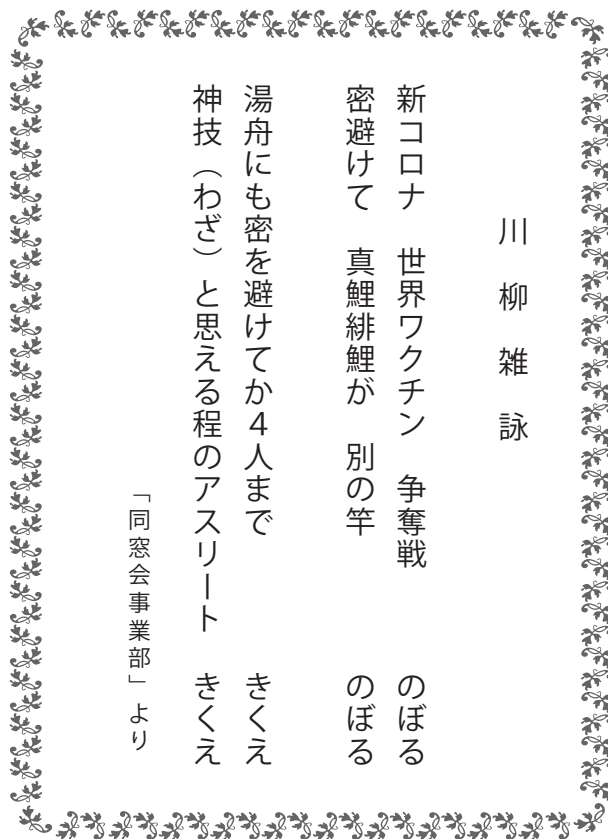 川柳雑詠
新コロナ　世界ワクチン　争奪戦　のぼる
密避けて　真鯉緋鯉が　別の竿　のぼる
湯舟にも密を避けてか４人まで　きくえ
神技（わざ）と思える程のアスリート　きくえ
「同窓会事業部」より